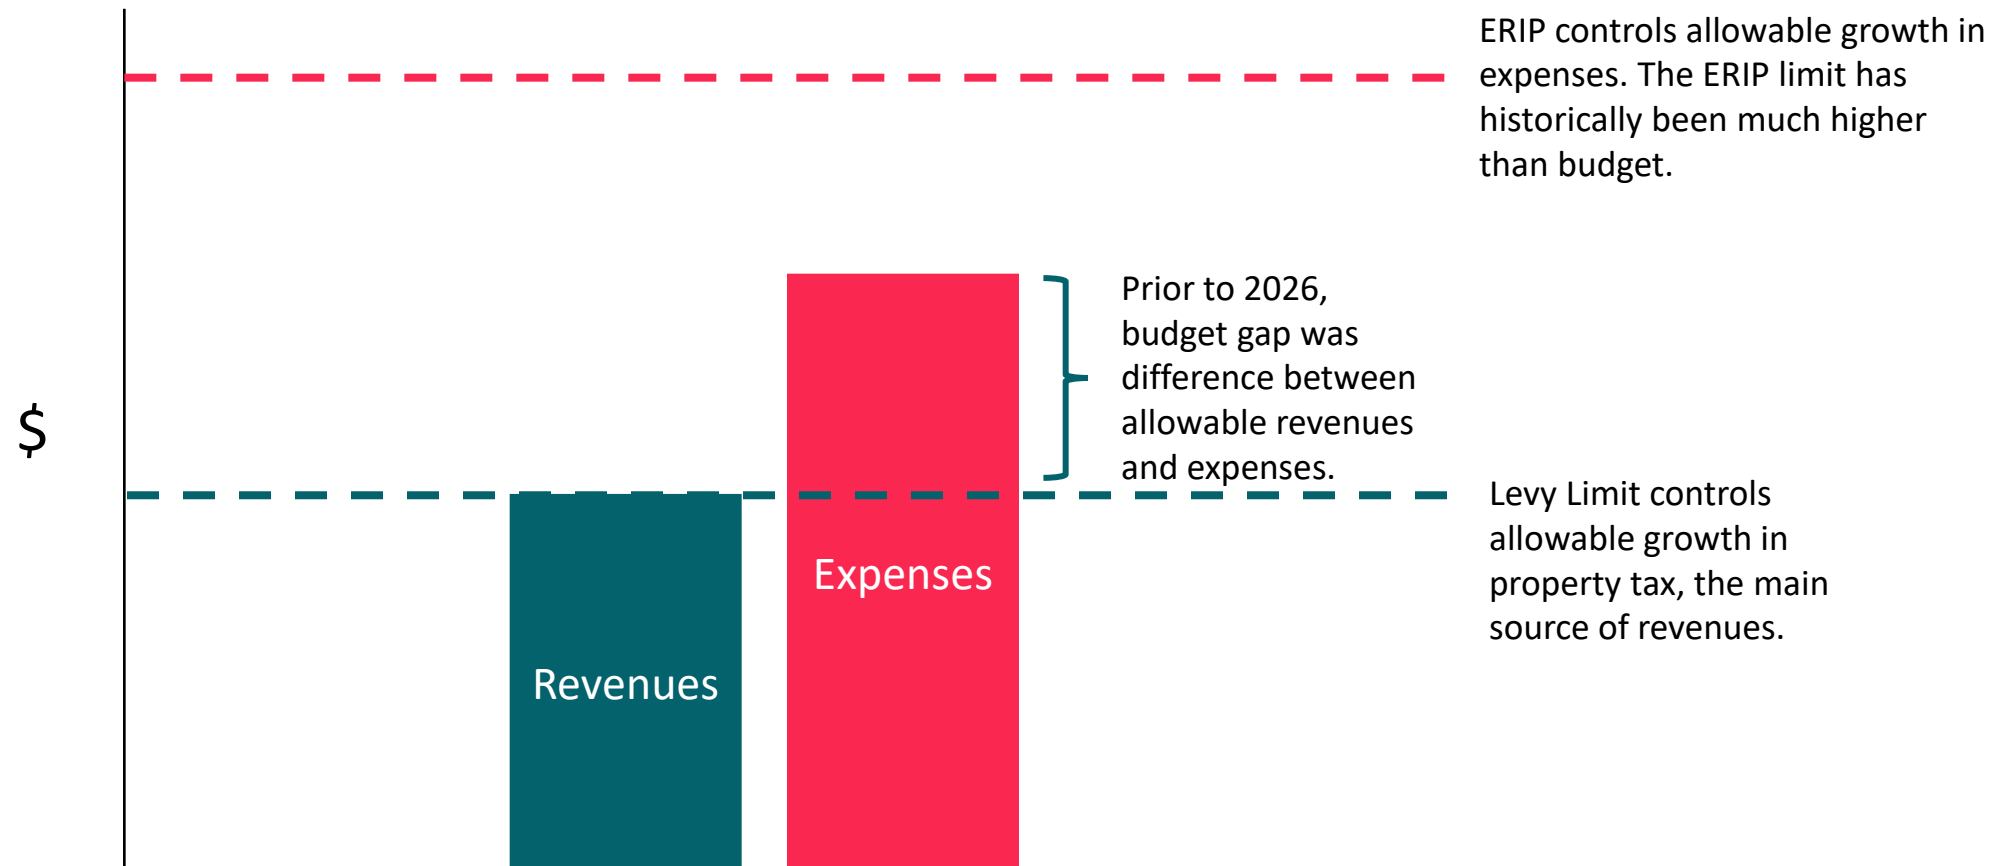 ERIP controls allowable growth in
expenses. The ERIP limit has
historically been much higher
than budget.
Prior to 2026,
budget gap was
difference between
allowable revenues
and expenses.
$
Levy Limit controls
allowable growth in
property tax, the main
source of revenues.
Expenses
Revenues